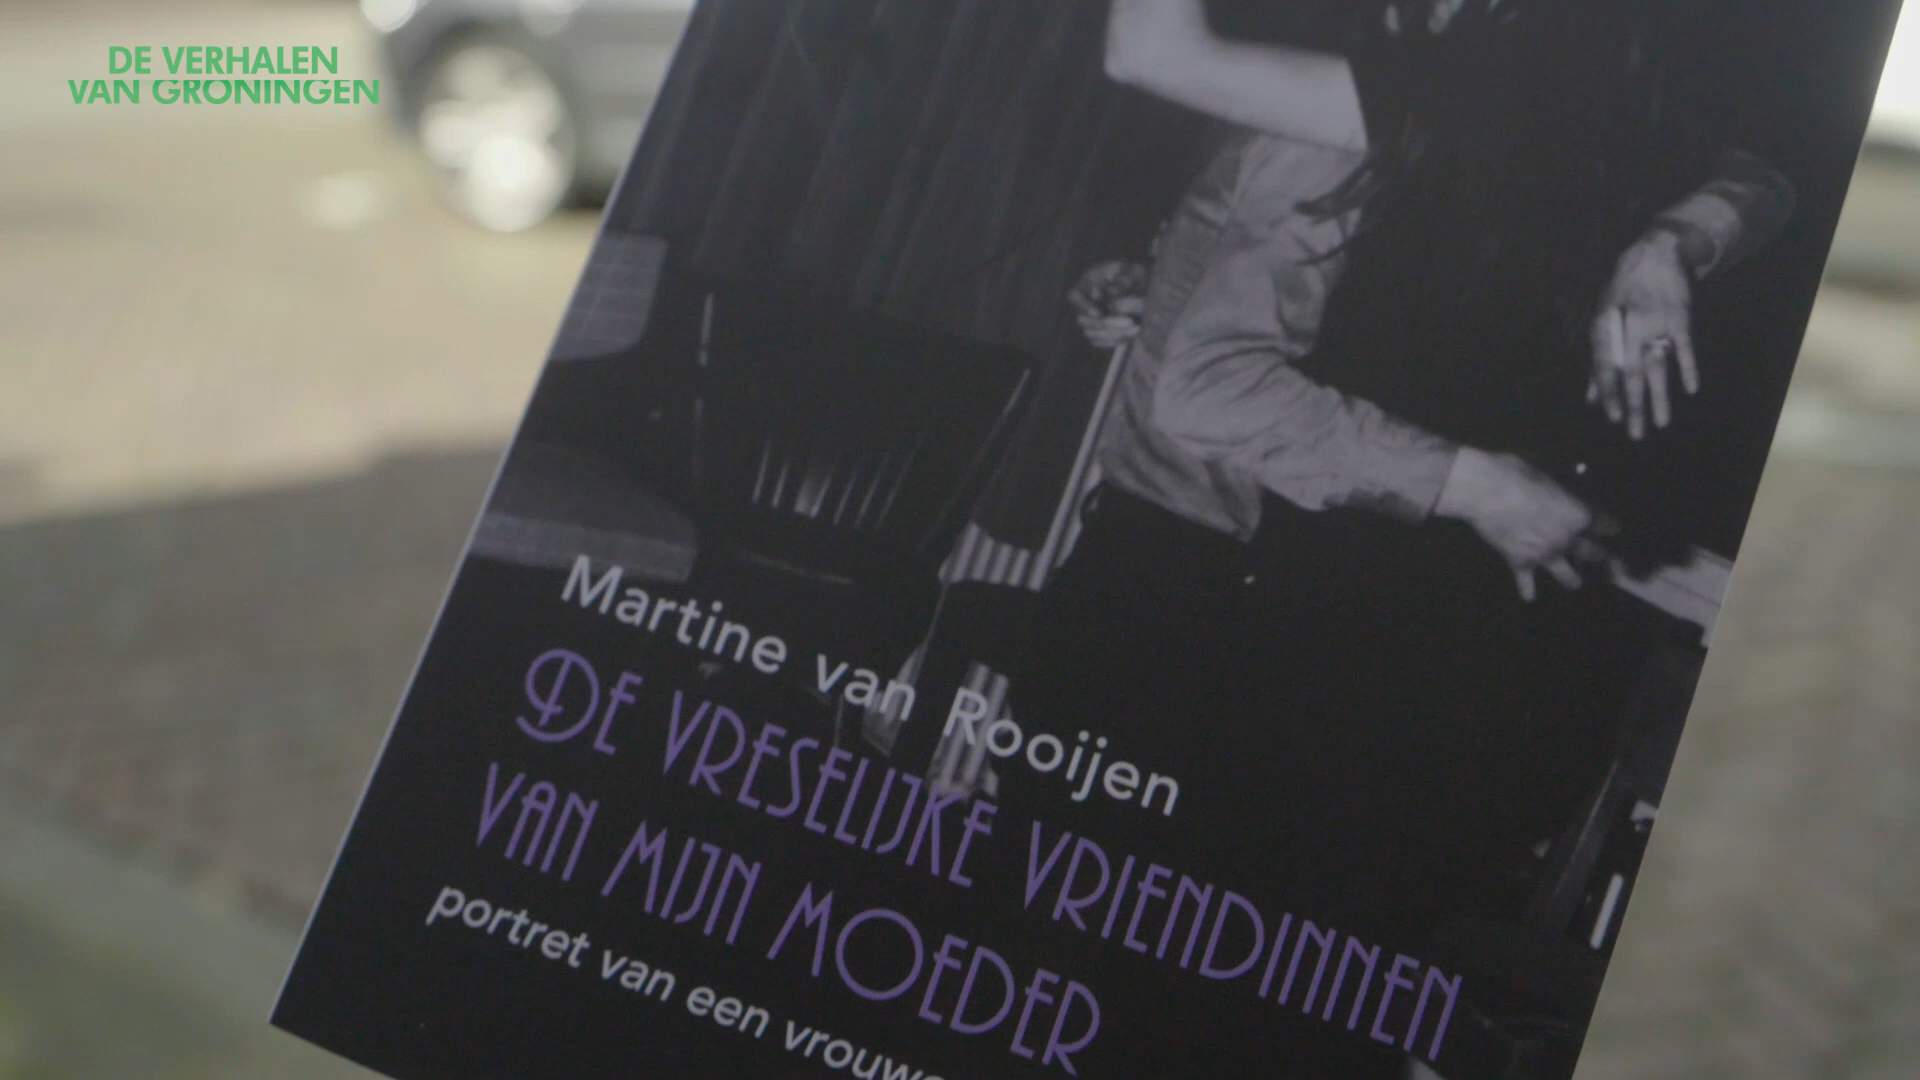 DE VERHALEN
VAN GRONINGEN
Martine van Rooijen
DE VRESELIJKE VRIENDINNEN
VAN MIJN MOEDER
portret van een